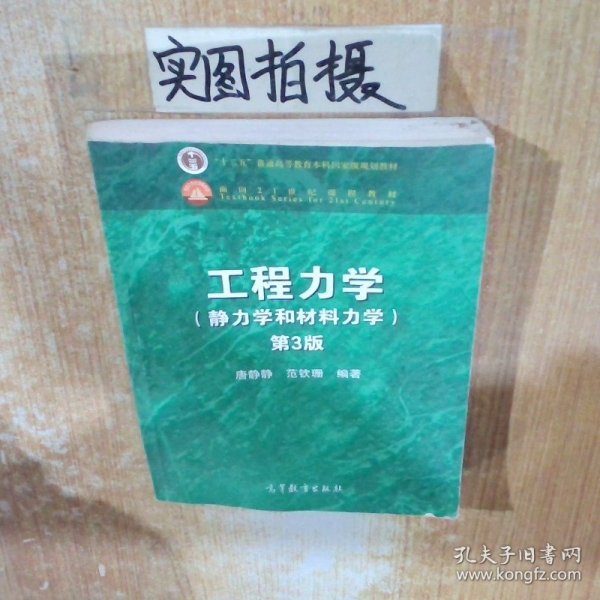 实图拍摄
"十二五"普通高等教育本科国家级规划教材
面向21世纪课程教材
Textbook Series for 21st Century
工程力学
(静力学和材料力学)
第3版
唐静静 范钦珊 编著
高等教育出版社
孔夫子旧书网
www.kongfz.com